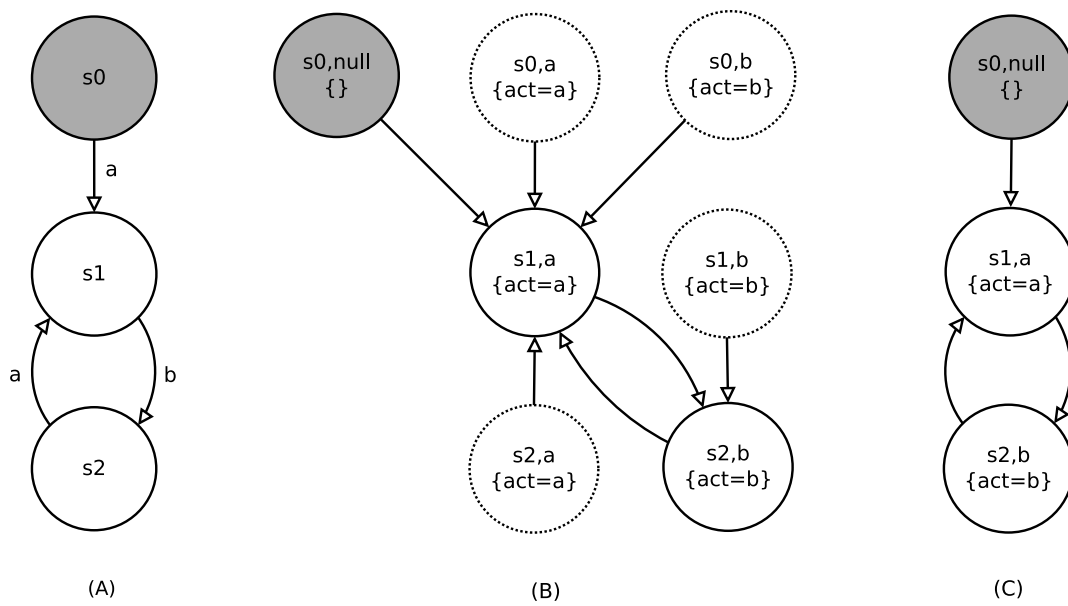 s0
a
s1
a
b
s2
(A)
s0,null
{}
s0,a
{act=a}
s0,b
{act=b}
s1,a
{act=a}
s1,b
{act=b}
s2,a
{act=a}
s2,b
{act=b}
(B)
s0,null
{}
s1,a
{act=a}
s2,b
{act=b}
(C)